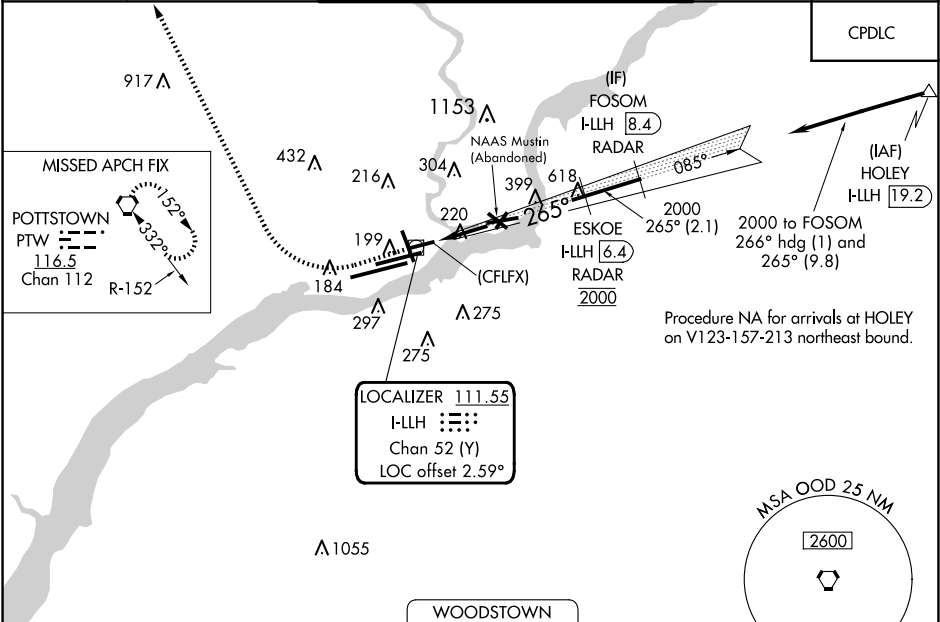 CPDLC
917
1153
(IF)
FOSOM
I-LLH 8.4
RADAR
NAAS Mustin
(Abandoned)
432
304
216
399
618
085°
(IAF)
HOLEY
I-LLH 19.2
MISSED APCH FIX
POTTSTOWN
PTW
116.5
Chan 112
152°
332°
R-152
220
265°
2000
265° (2.1)
2000 to FOSOM
266° hdg (1) and
265° (9.8)
199
ESKOE
I-LLH 6.4
RADAR
2000
(CFLFX)
184
297
275
275
Procedure NA for arrivals at HOLEY
on V123-157-213 northeast bound.
LOCALIZER 111.55
I-LLH
Chan 52 (Y)
LOC offset 2.59°
1055
MSA OOD 25 NM
2600
WOODSTOWN